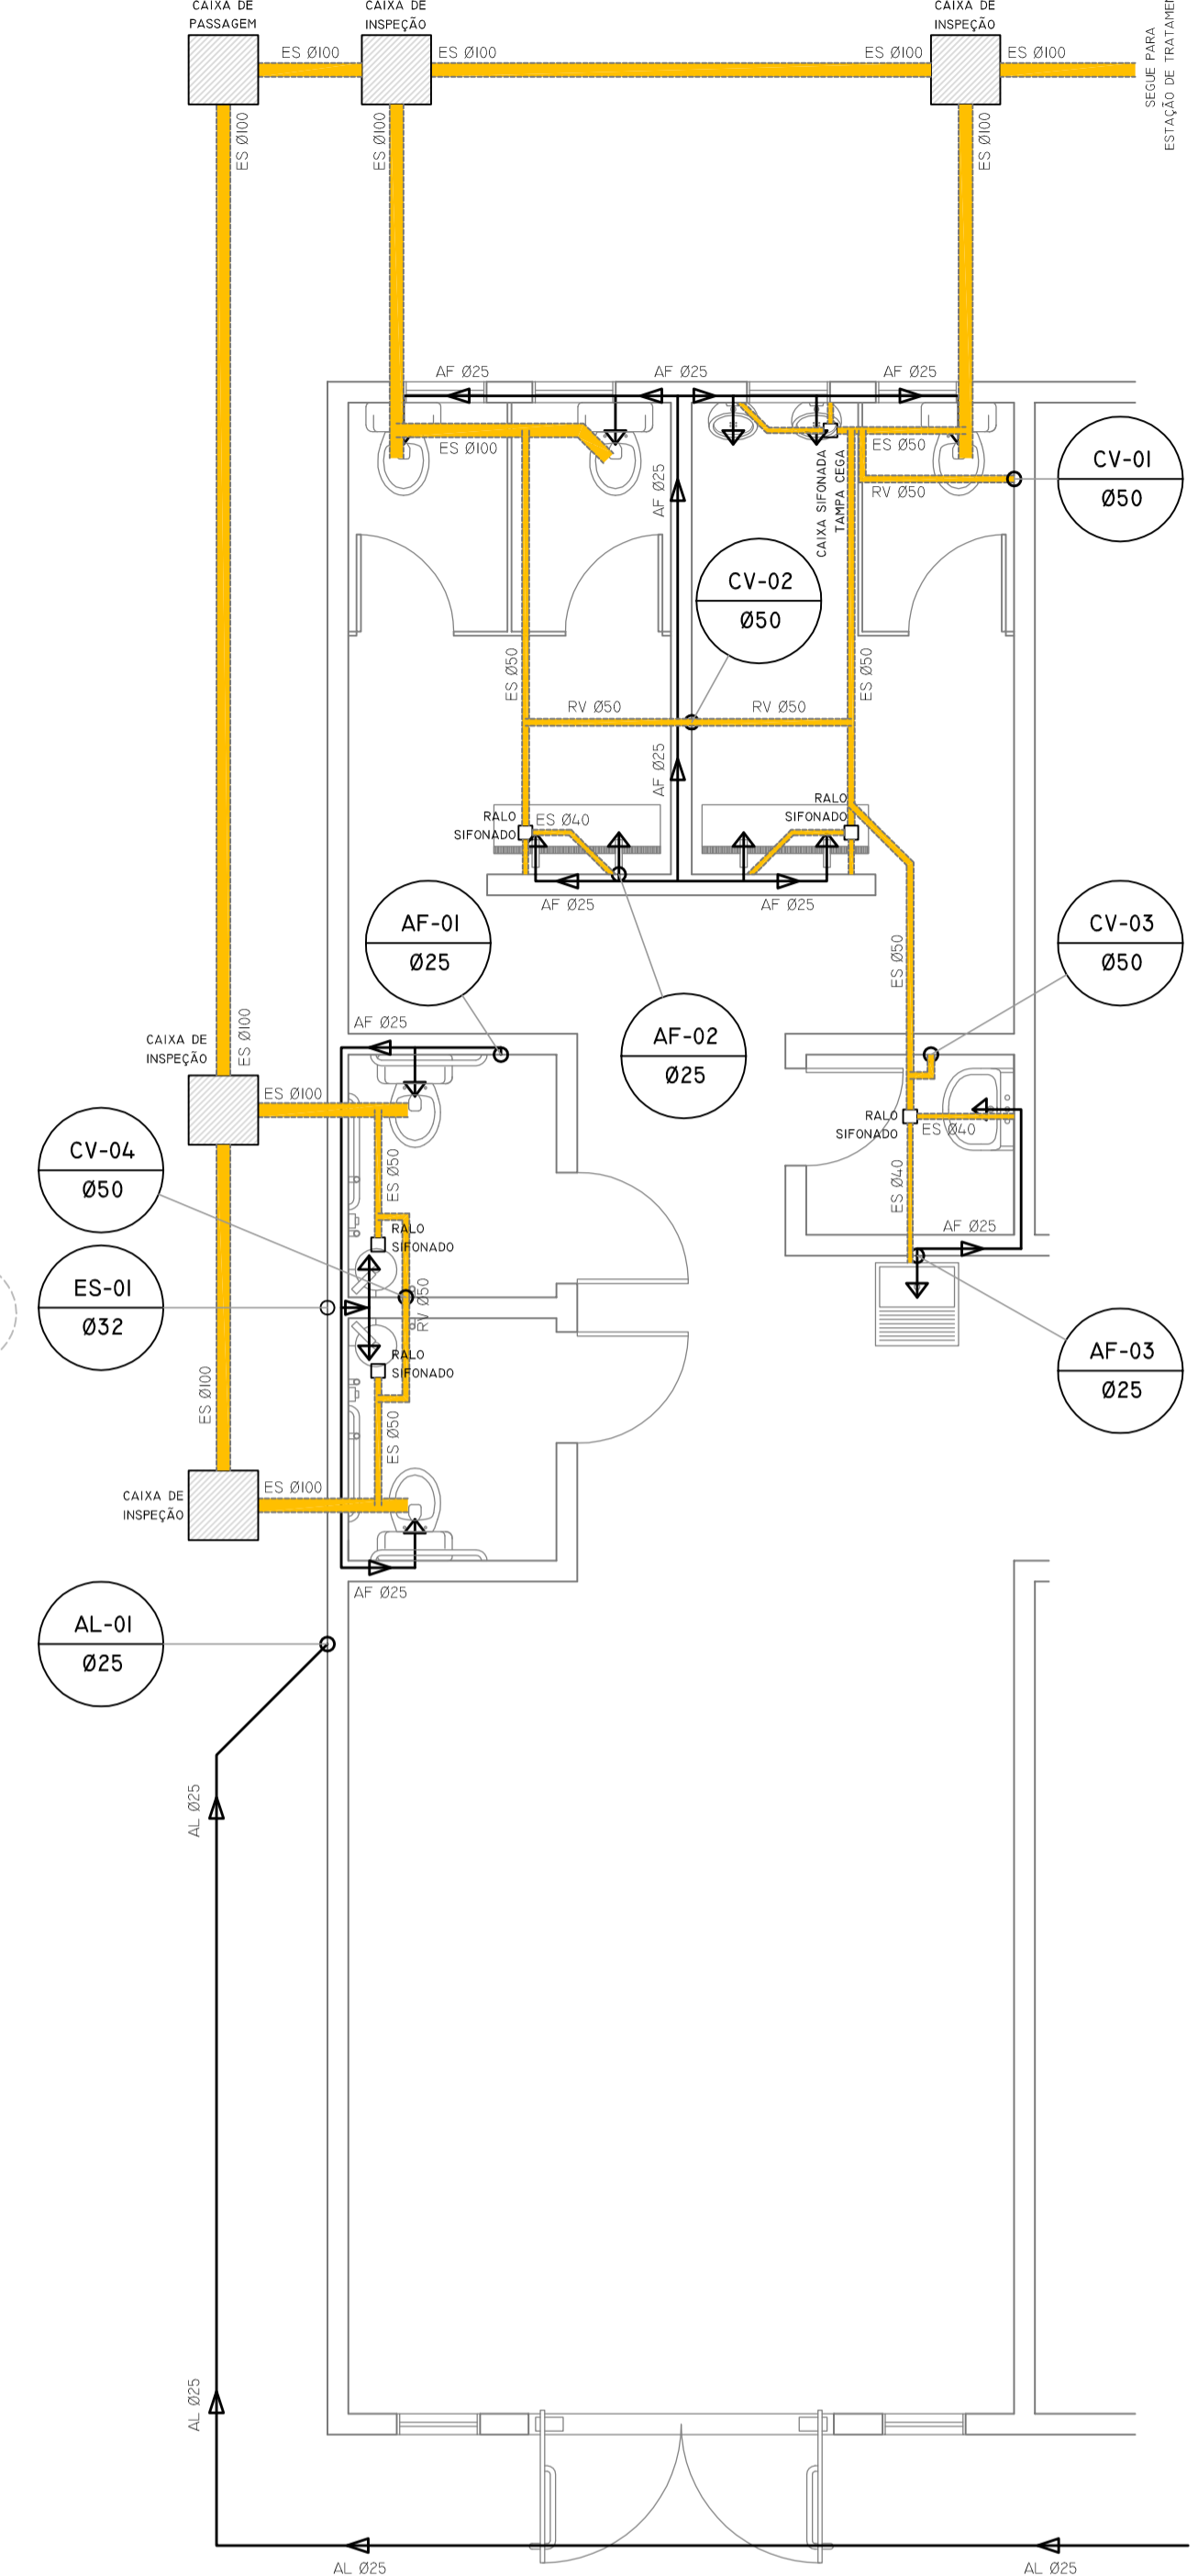 CAIXA DE
PASSAGEM
CAIXA DE
INSPEÇÃO
CAIXA DE
INSPEÇÃO
SEGUE PARA
ESTAÇÃO DE
ES Ø100
ES Ø100
ES Ø100
ES Ø100
ES Ø100
ES Ø100
ES Ø100
AF Ø25
AF Ø25
AF Ø25
ES Ø100
ES Ø50
CV-01
Ø50
RV Ø50
AF Ø25
CAIXA SIFONADA
TAMPA CEGA
CV-02
Ø50
ES Ø50
ES Ø50
RV Ø50
RV Ø50
AF Ø25
RALO
SIFONADO
ES Ø40
RALO
SIFONADO
AF Ø25
AF Ø25
AF-01
Ø25
CV-03
Ø50
ES Ø50
AF-02
Ø25
AF Ø25
CAIXA DE
INSPEÇÃO
ES Ø100
ES Ø100
RALO
SIFONADO
ES Ø40
CV-04
Ø50
ES Ø50
ES Ø40
RALO
SIFONADO
AF Ø25
ES-01
Ø32
RV Ø50
RALO
SIFONADO
AF-03
Ø25
ES Ø100
ES Ø50
CAIXA DE
INSPEÇÃO
ES Ø100
AF Ø25
AL-01
Ø25
AL Ø25
AL Ø25
AL Ø25
AL Ø25